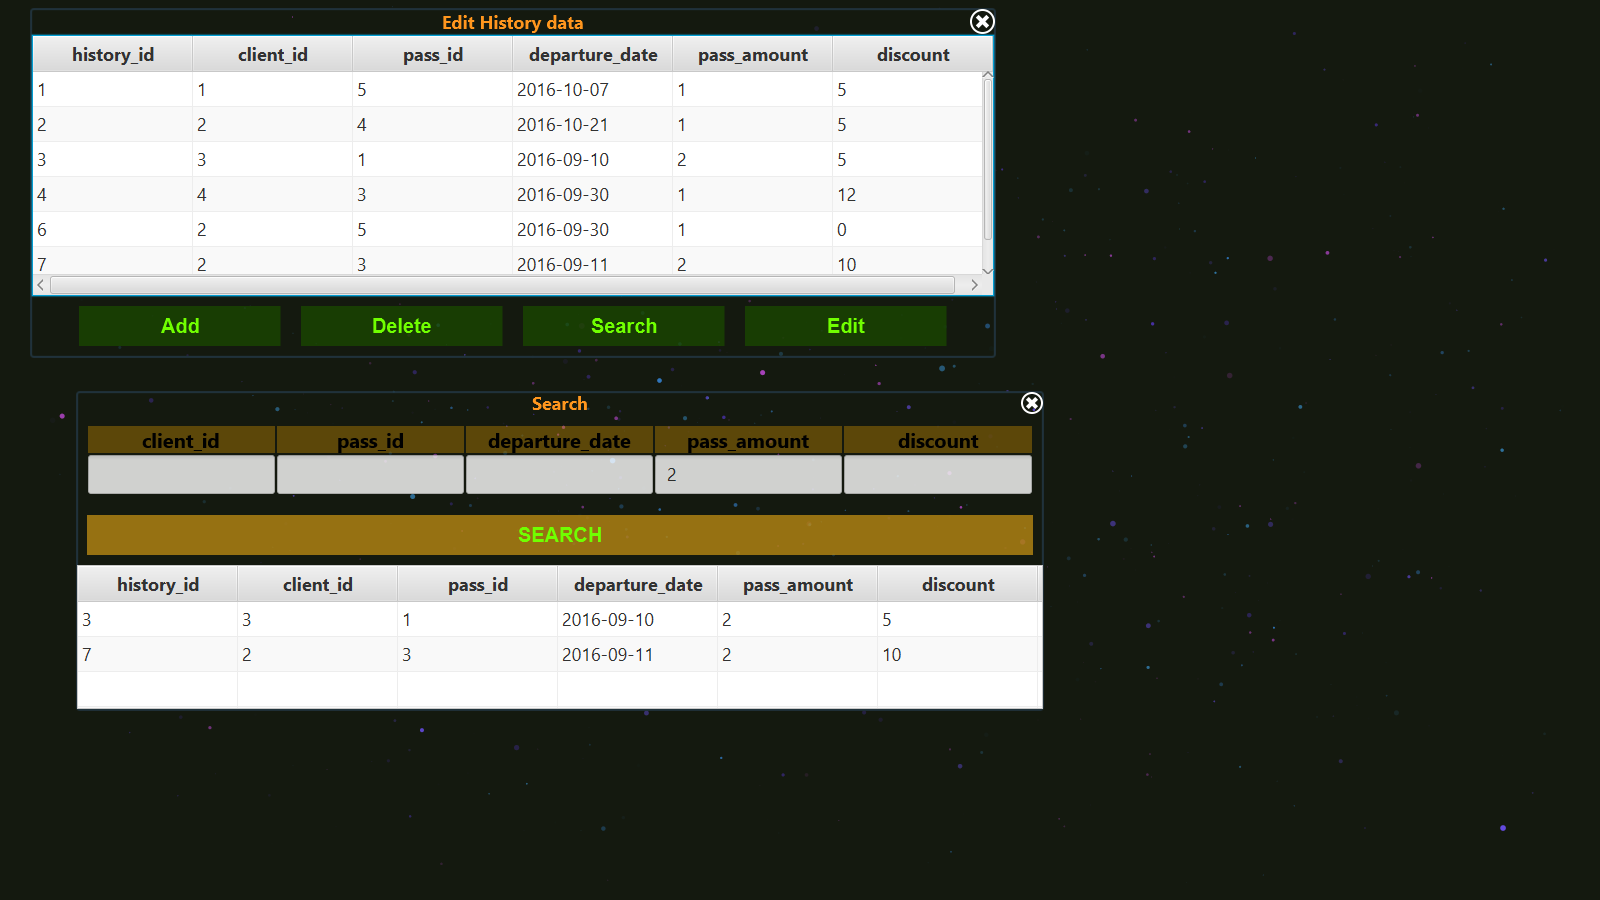 Edit History data
history_id client_id pass_id departure_date pass_amount discount
1 1 5 2016-10-07 1 5
2 2 4 2016-10-21 1 5
3 3 1 2016-09-10 2 5
4 4 3 2016-09-30 1 12
6 2 5 2016-09-30 1 0
7 2 3 2016-09-11 2 10
Add Delete Search Edit
Search
client_id pass_id departure_date pass_amount discount
2
SEARCH
history_id client_id pass_id departure_date pass_amount discount
3 3 1 2016-09-10 2 5
7 2 3 2016-09-11 2 10